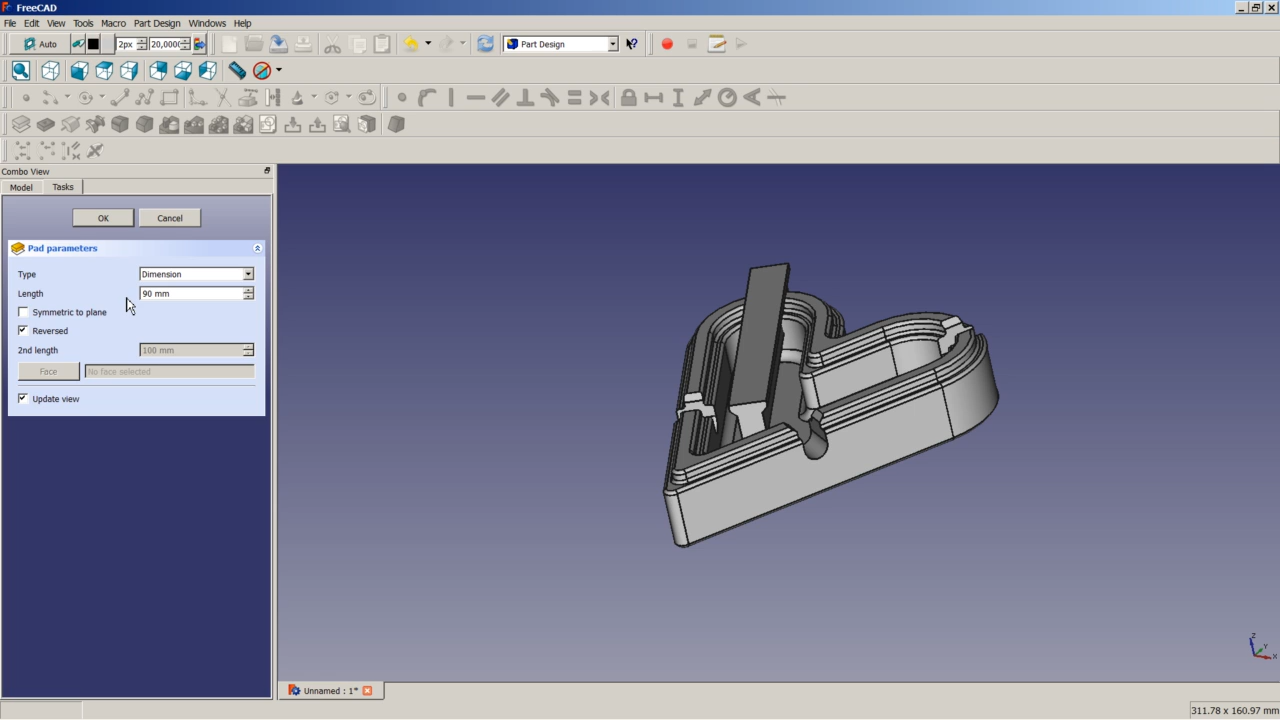 FreeCAD
File Edit View Tools Macro Part Design Windows Help
Auto 2px 20,000 Part Design
Combo View
Model Tasks
OK Cancel
Pad parameters
Type Dimension
Length 90 mm
Symmetric to plane
Reversed
2nd length 100 mm
Face No face selected
Update view
Z
Y
X
Unnamed : 1*
311.78 x 160.97 mm